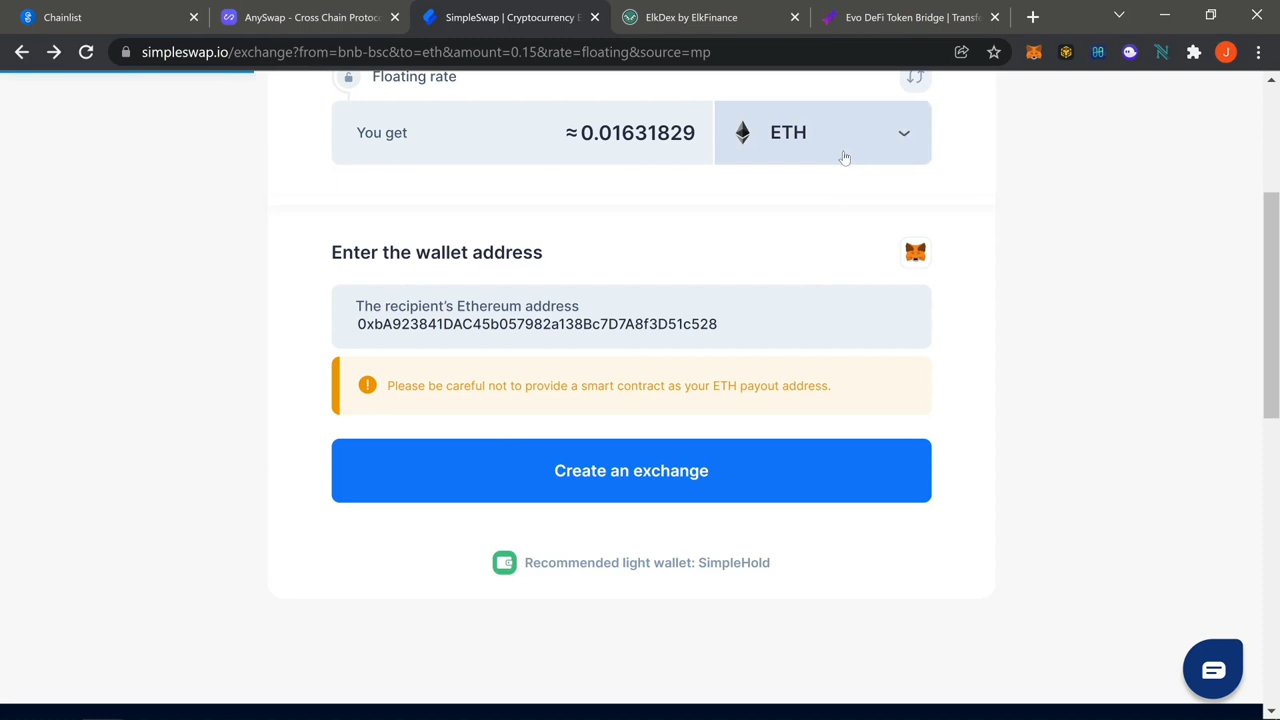 Chainlist
AnySwap - Cross Chain Protoco
SimpleSwap | Cryptocurrency E
ElkDex by ElkFinance
Evo DeFi Token Bridge | Transf
simpleswap.io/exchange?from=bnb-bsc&to=eth&amount=0.15&rate=floating&source=mp
J
Floating rate
You get
≈0.01631829
ETH
Enter the wallet address
The recipient's Ethereum address
0xbA923841DAC45b057982a138Bc7D7A8f3D51c528
Please be careful not to provide a smart contract as your ETH payout address.
Create an exchange
Recommended light wallet: SimpleHold